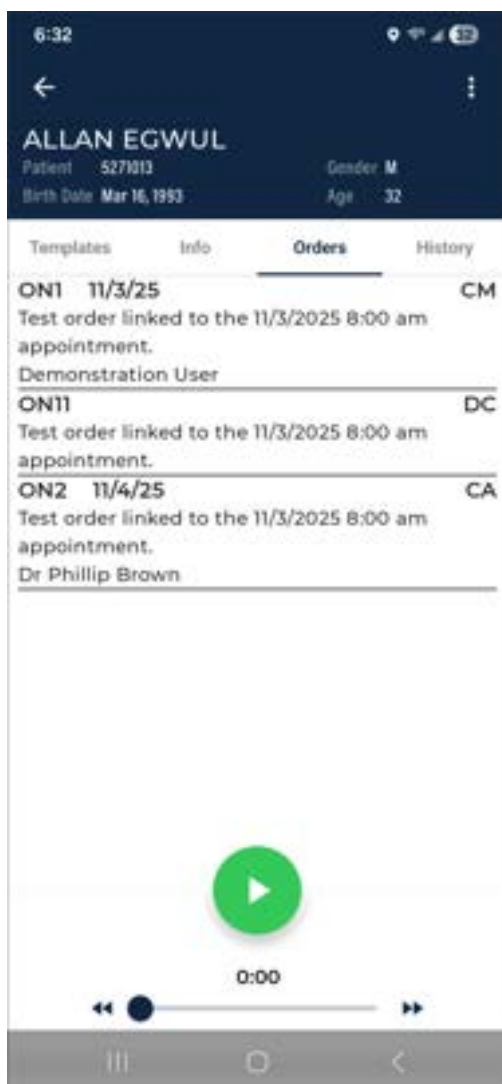 6:32
ALLAN EGWUL
Patient 5271013 Gender M
Birth Date Mar 16, 1993 Age 32
Templates Info Orders History
ON1 11/3/25 CM
Test order linked to the 11/3/2025 8:00 am
appointment.
Demonstration User
ON11 DC
Test order linked to the 11/3/2025 8:00 am
appointment.
ON2 11/4/25 CA
Test order linked to the 11/3/2025 8:00 am
appointment.
Dr Phillip Brown
0:00